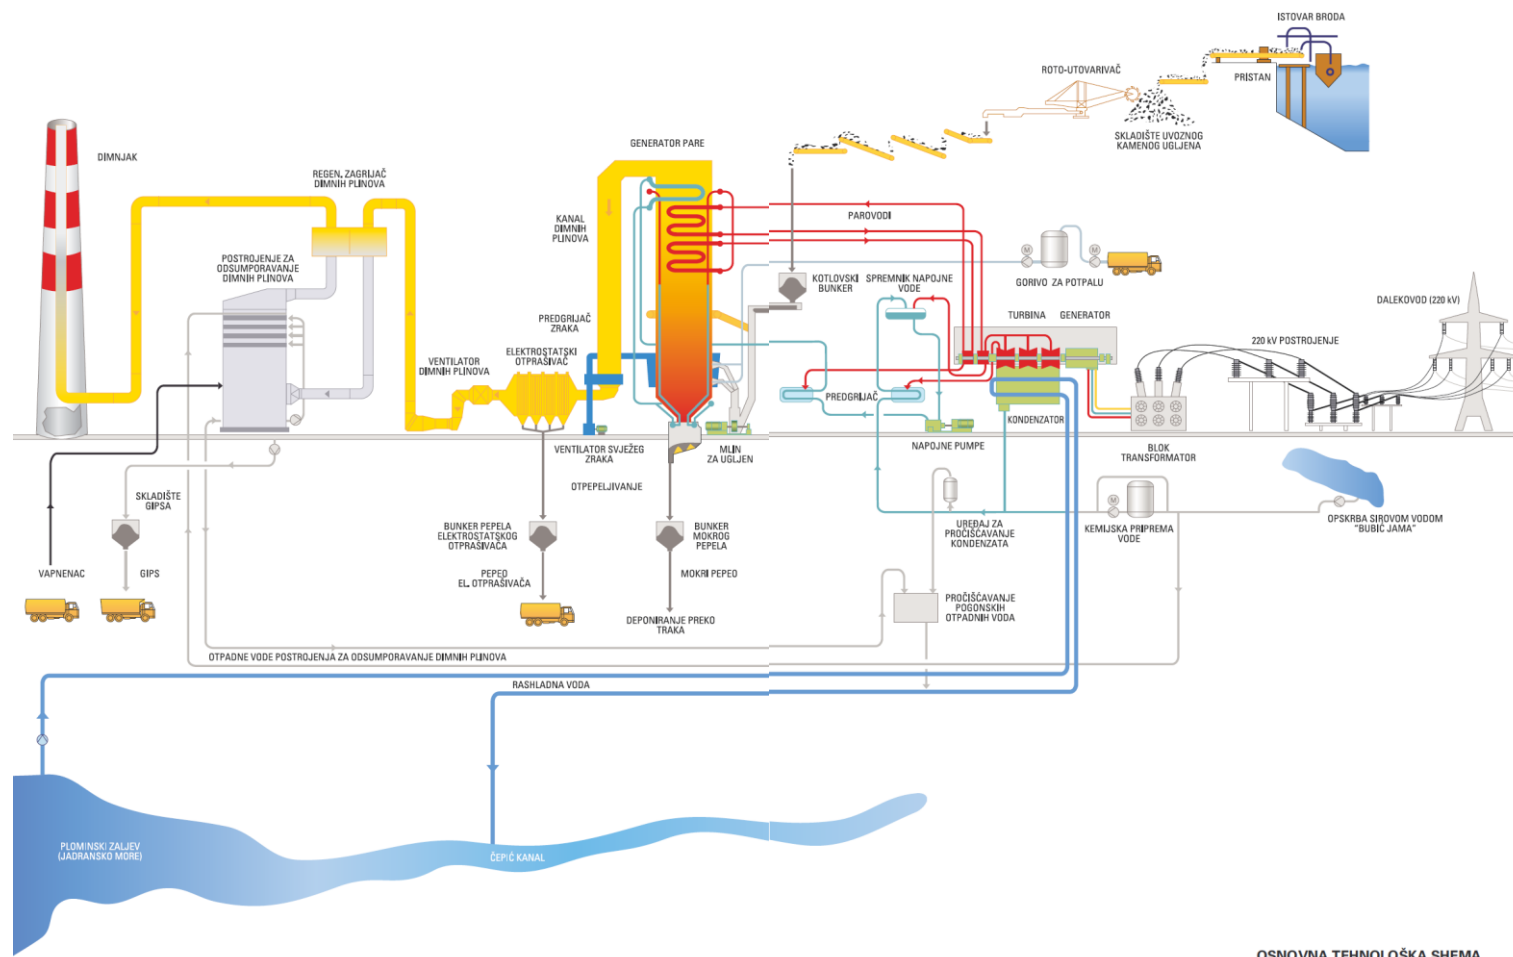 ISTOVAR BRODA
PRISTAN
ROTO-UTOVARIVAČ
SKLADIŠTE UVOZNOG
KAMENOG UGLJENA
DIMNJAK
GENERATOR PARE
REGEN, ZAGRIJAČ
DIMNIH PLINOVA
KANAL
DIMNIH
PLINOVA
PAROVODI
POSTROJENJE ZA
ODSUMPORAVANJE
DIMNIH PLINOVA
M
M
GORIVO ZA POTPALU
KOTLOVSKI
BUNKER
SPREMNIK NAPOJNE
VODE
DALEKOVOD (220 kV)
TURBINA
GENERATOR
PREDGRIJAČ
ZRAKA
220 kV POSTROJENJE
ELEKTROSTATSKI
OTPRAŠIVAČ
VENTILATOR
DIMNIH PLINOVA
PREDGRIJAČ
KONDENZATOR
VENTILATOR SVJEŽEG
ZRAKA
MLIN
ZA UGLJEN
NAPOJNE PUMPE
BLOK
TRANSFORMATOR
OTPEPELJIVANJE
SKLADIŠTE
GIPSA
M
BUNKER PEPELA
ELEKTROSTATSKOG
OTPRAŠIVAČA
BUNKER
MOKROG
PEPELA
UREĐAJ ZA
PROČIŠĆAVANJE
KONDENZATA
KEMIJSKA PRIPREMA
VODE
OPSKRBA SIROVOM VODOM
"BUBIĆ JAMA"
VAPNENAC
GIPS
PEPEO
EL. OTPRAŠIVAČA
MOKRI PEPEO
PROČIŠĆAVANJE
POGONSKIH
OTPADNIH VODA
DEPONIRANJE PREKO
TRAKA
OTPADNE VODE POSTROJENJA ZA ODSUMPORAVANJE DIMNIH PLINOVA
RASHLADNA VODA
PLOMINSKI ZALJEV
(JADRANSKO MORE)
ČEPIĆ KANAL
OSNOVNA TEHNOLOŠKA SHEMA